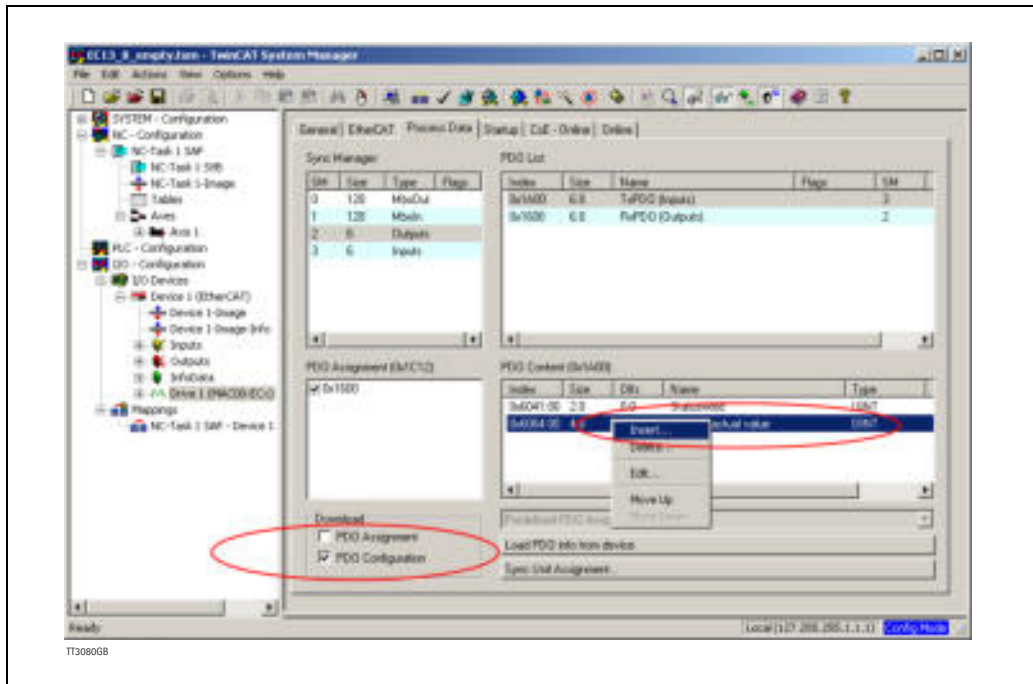 EC13_8_empty.tsm - TwinCAT System Manager
File Edit Actions View Options Help
SYSTEM - Configuration
NC - Configuration
NC-Task 1 SAF
NC-Task 1 SVB
NC-Task 1-Image
Tables
Axes
Axis 1
PLC - Configuration
I/O - Configuration
I/O Devices
Device 1 (EtherCAT)
Device 1-Image
Device 1-Image-Info
Inputs
Outputs
InfoData
Drive 1 (MAC00-ECx)
Mappings
NC-Task 1 SAF - Device 1
General EtherCAT Process Data Startup CoE - Online Online
Sync Manager
SM Size Type Flags
0 128 MbxOut
1 128 MbxIn
2 6 Outputs
3 6 Inputs
PDO List
Index Size Name Flags SM
0x1A00 6.0 TxPDO (Inputs) 3
0x1600 6.0 RxPDO (Outputs) 2
PDO Assignment (0x1C12)
0x1600
PDO Content (0x1A00)
Index Size Offs Name Type
0x6041:00 2.0 0.0 Statusword UINT
0x6064:00 4.0 actual value
Insert...
Delete...
Edit...
Move Up
Move Down
Download
PDO Assignment
PDO Configuration
Load PDO info from device
Sync Unit Assignment...
Ready
Config Mode
TT3080GB